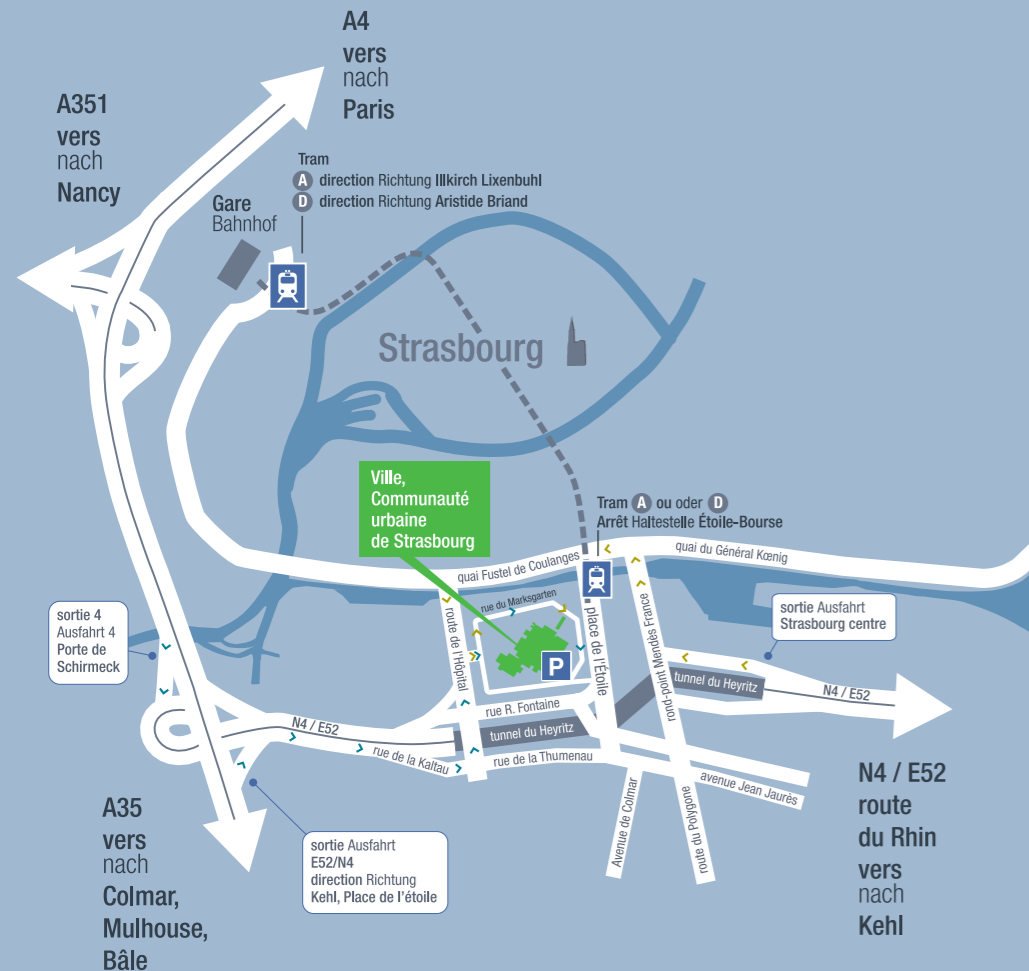 A4
vers
nach
Paris
A351
vers
nach
Nancy
Tram
A direction Richtung Illkirch Lixenbuhl
D direction Richtung Aristide Briand
Gare
Bahnhof
Strasbourg
Ville,
Communauté
urbaine
de Strasbourg
Tram A ou oder D
Arrêt Haltestelle Étoile-Bourse
quai Fustel de Coulanges
quai du Général Kœnig
rue du Marksgarten
route de l'Hôpital
place de l'Étoile
rond-point Mendès France
P
sortie 4
Ausfahrt 4
Porte de
Schirmeck
sortie Ausfahrt
Strasbourg centre
tunnel du Heyritz
N4 / E52
rue R. Fontaine
N4 / E52
tunnel du Heyritz
rue de la Kaltau
rue de la Thumenau
avenue Jean Jaurès
Avenue de Colmar
route du Polygone
A35
vers
nach
Colmar,
Mulhouse,
Bâle
sortie Ausfahrt
E52/N4
direction Richtung
Kehl, Place de l'étoile
N4 / E52
route
du Rhin
vers
nach
Kehl